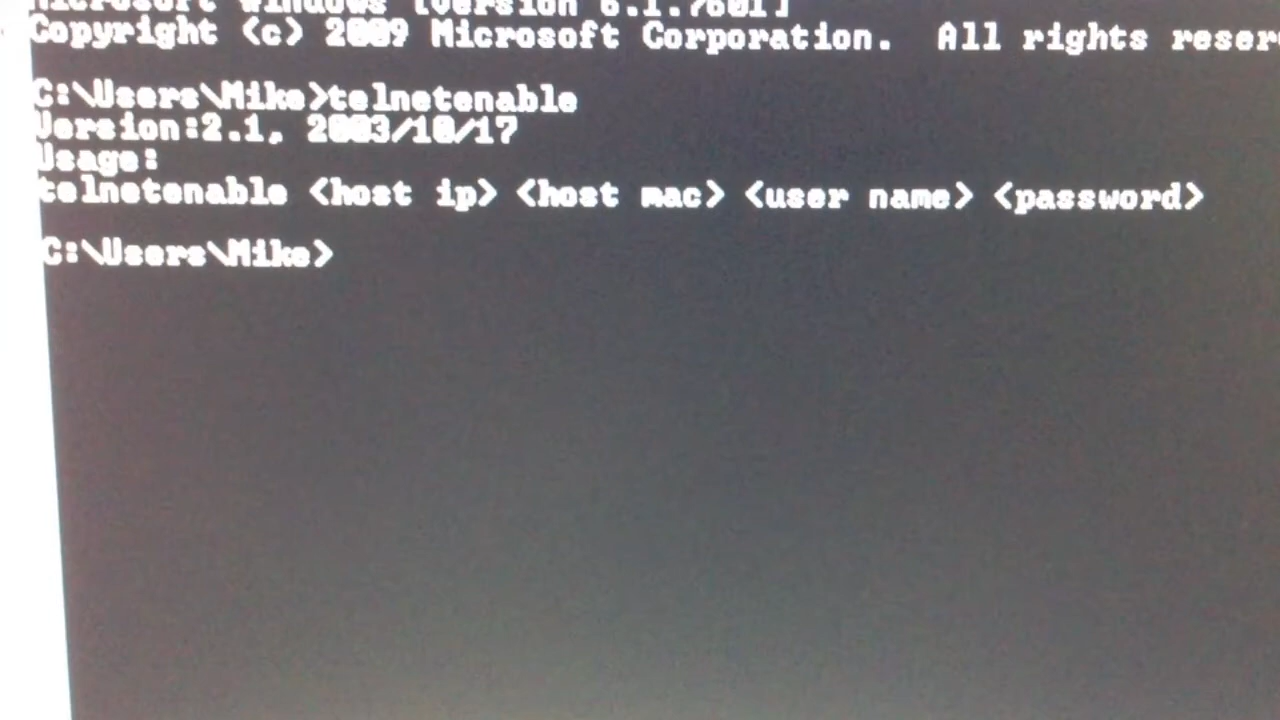 Microsoft Windows [Version 6.1.7601]
Copyright (c) 2009 Microsoft Corporation.  All rights reser
C:\Users\Mike>telnetenable
Version:2.1, 2003/10/17
Usage:
telnetenable <host ip> <host mac> <user name> <password>
C:\Users\Mike>